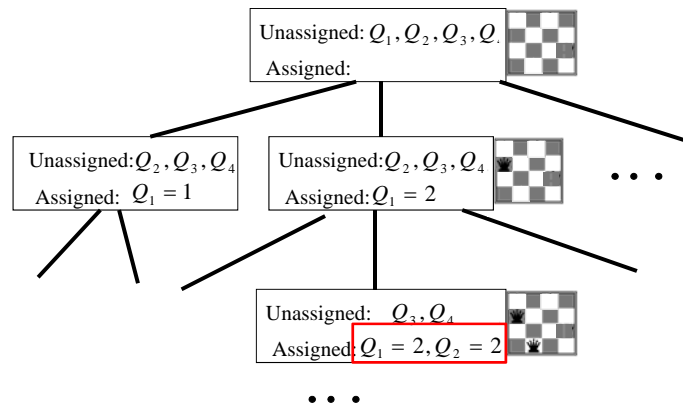 Unassigned: Q₁, Q₂, Q₃, Q.
Assigned:
Unassigned: Q₂, Q₃, Q₄
Assigned: Q₁ = 1
Unassigned: Q₂, Q₃, Q₄
Assigned: Q₁ = 2
• • •
Unassigned: Q₃, Q₄
Assigned: Q₁ = 2, Q₂ = 2
• • •